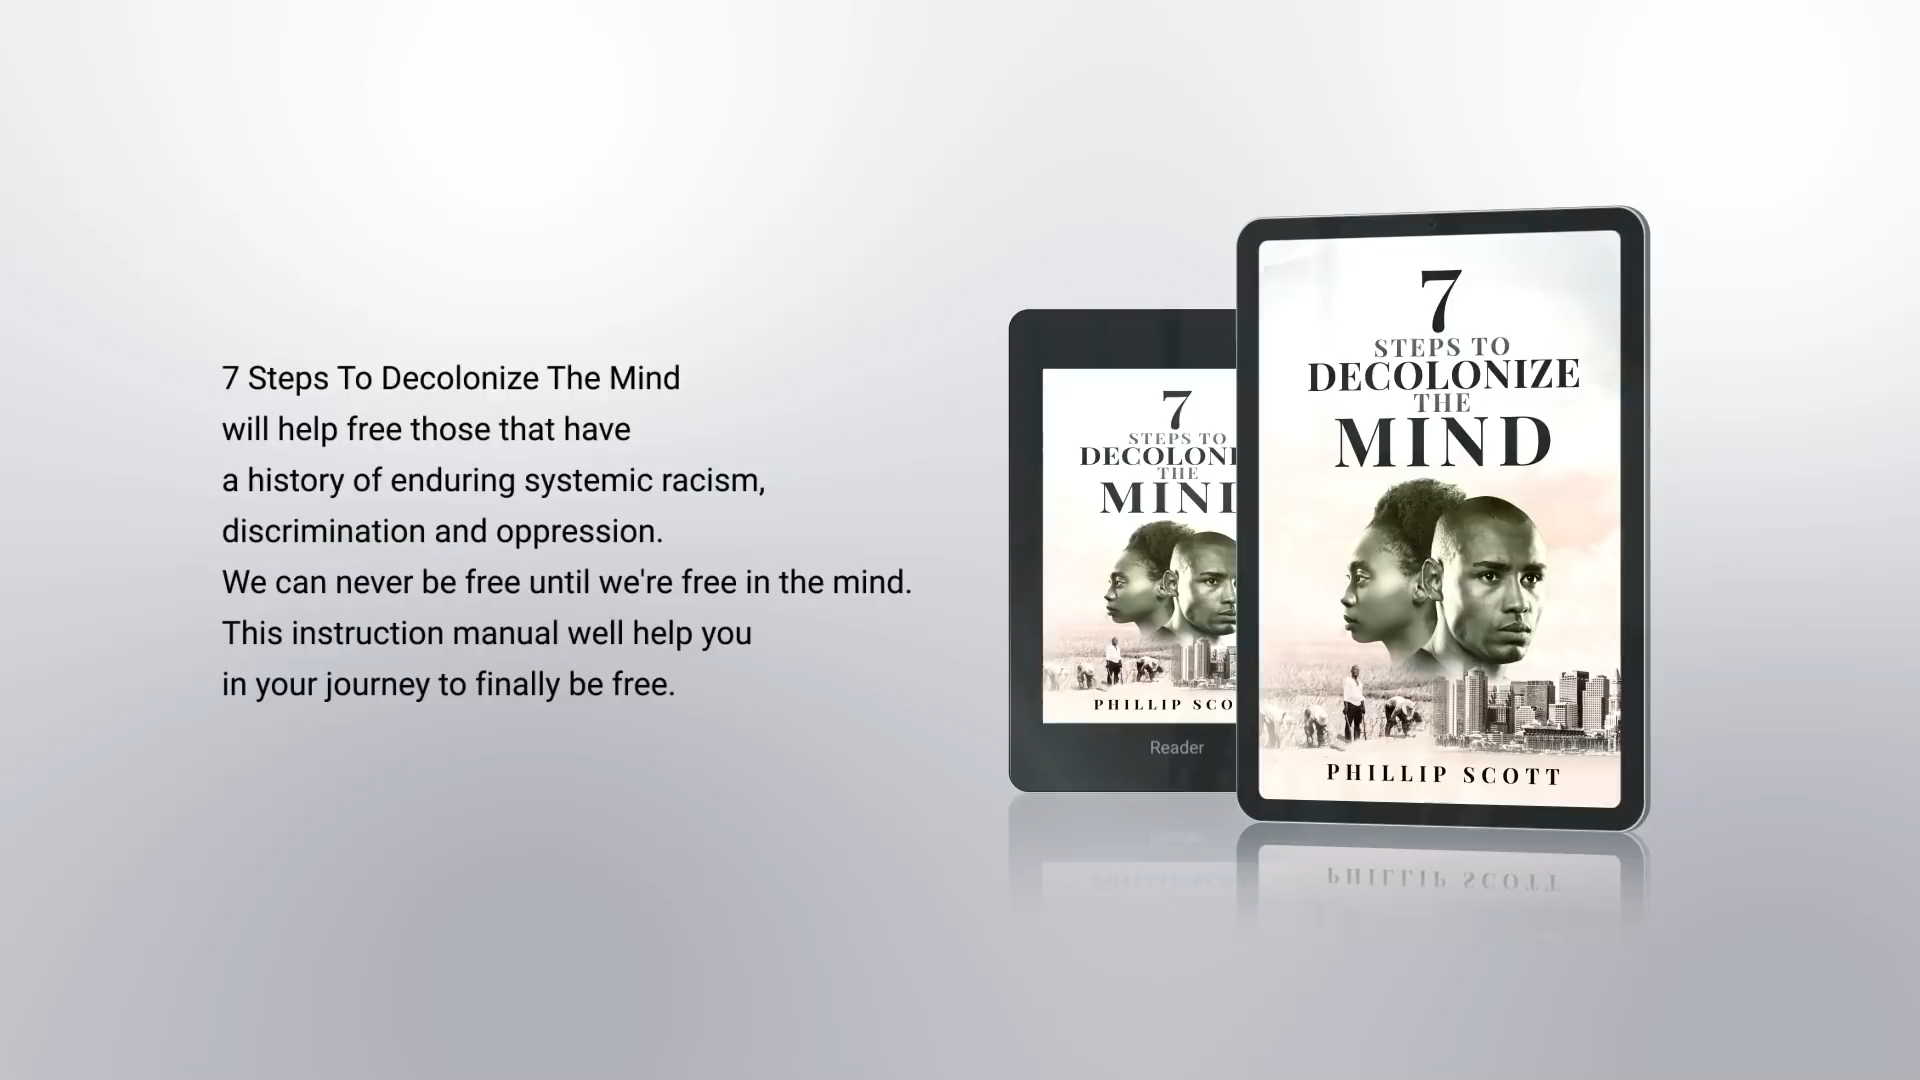 7 Steps To Decolonize The Mind
will help free those that have
a history of enduring systemic racism,
discrimination and oppression.
We can never be free until we're free in the mind.
This instruction manual well help you
in your journey to finally be free.
7
STEPS TO
DECOLONI
THE
MIND
PHILLIP SCO
Reader
7
STEPS TO
DECOLONIZE
THE
MIND
PHILLIP SCOTT